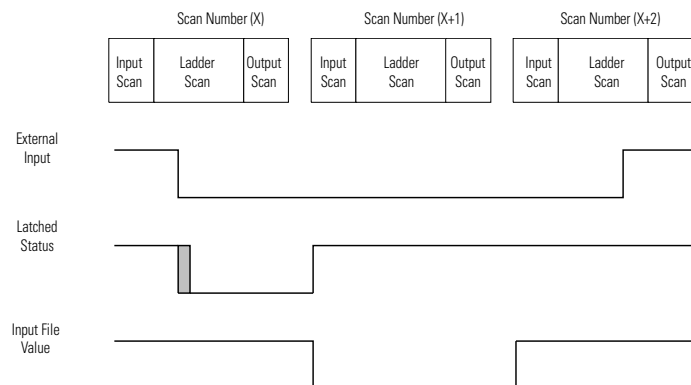 Scan Number (X)
Scan Number (X+1)
Scan Number (X+2)
Input
Scan
Ladder
Scan
Output
Scan
Input
Scan
Ladder
Scan
Output
Scan
Input
Scan
Ladder
Scan
Output
Scan
External
Input
Latched
Status
Input File
Value